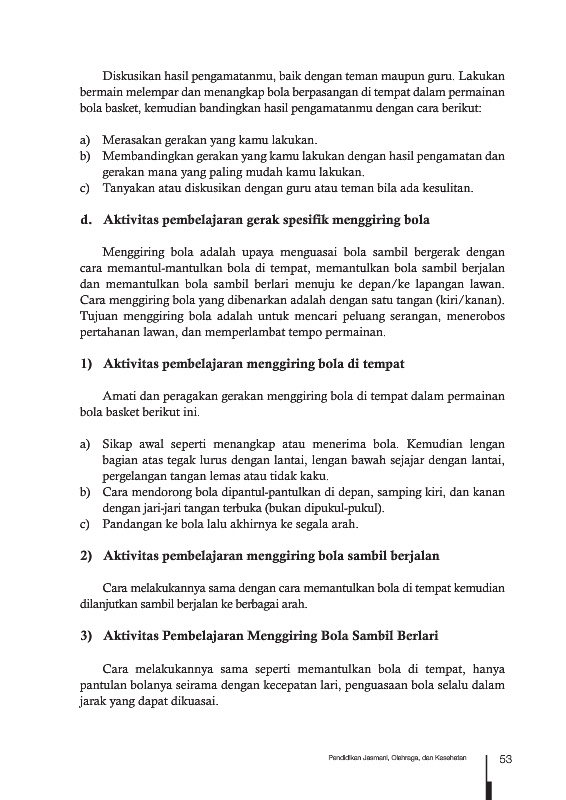 Diskusikan hasil pengamatanmu, baik dengan teman maupun guru. Lakukan
bermain melempar dan menangkap bola berpasangan di tempat dalam permainan
bola basket, kemudian bandingkan hasil pengamatanmu dengan cara berikut:
a) Merasakan gerakan yang kamu lakukan.
b) Membandingkan gerakan yang kamu lakukan dengan hasil pengamatan dan
gerakan mana yang paling mudah kamu lakukan.
c) Tanyakan atau diskusikan dengan guru atau teman bila ada kesulitan.
d. Aktivitas pembelajaran gerak spesifik menggiring bola
Menggiring bola adalah upaya menguasai bola sambil bergerak dengan
cara memantul-mantulkan bola di tempat, memantulkan bola sambil berjalan
dan memantulkan bola sambil berlari menuju ke depan/ke lapangan lawan.
Cara menggiring bola yang dibenarkan adalah dengan satu tangan (kiri/kanan).
Tujuan menggiring bola adalah untuk mencari peluang serangan, menerobos
pertahanan lawan, dan memperlambat tempo permainan.
1) Aktivitas pembelajaran menggiring bola di tempat
Amati dan peragakan gerakan menggiring bola di tempat dalam permainan
bola basket berikut ini.
a) Sikap awal seperti menangkap atau menerima bola. Kemudian lengan
bagian atas tegak lurus dengan lantai, lengan bawah sejajar dengan lantai,
pergelangan tangan lemas atau tidak kaku.
b) Cara mendorong bola dipantul-pantulkan di depan, samping kiri, dan kanan
dengan jari-jari tangan terbuka (bukan dipukul-pukul).
c) Pandangan ke bola lalu akhirnya ke segala arah.
2) Aktivitas pembelajaran menggiring bola sambil berjalan
Cara melakukannya sama dengan cara memantulkan bola di tempat kemudian
dilanjutkan sambil berjalan ke berbagai arah.
3) Aktivitas Pembelajaran Menggiring Bola Sambil Berlari
Cara melakukannya sama seperti memantulkan bola di tempat, hanya
pantulan bolanya seirama dengan kecepatan lari, penguasaan bola selalu dalam
jarak yang dapat dikuasai.
Pendidikan Jasmani, Olahraga, dan Kesehatan 53